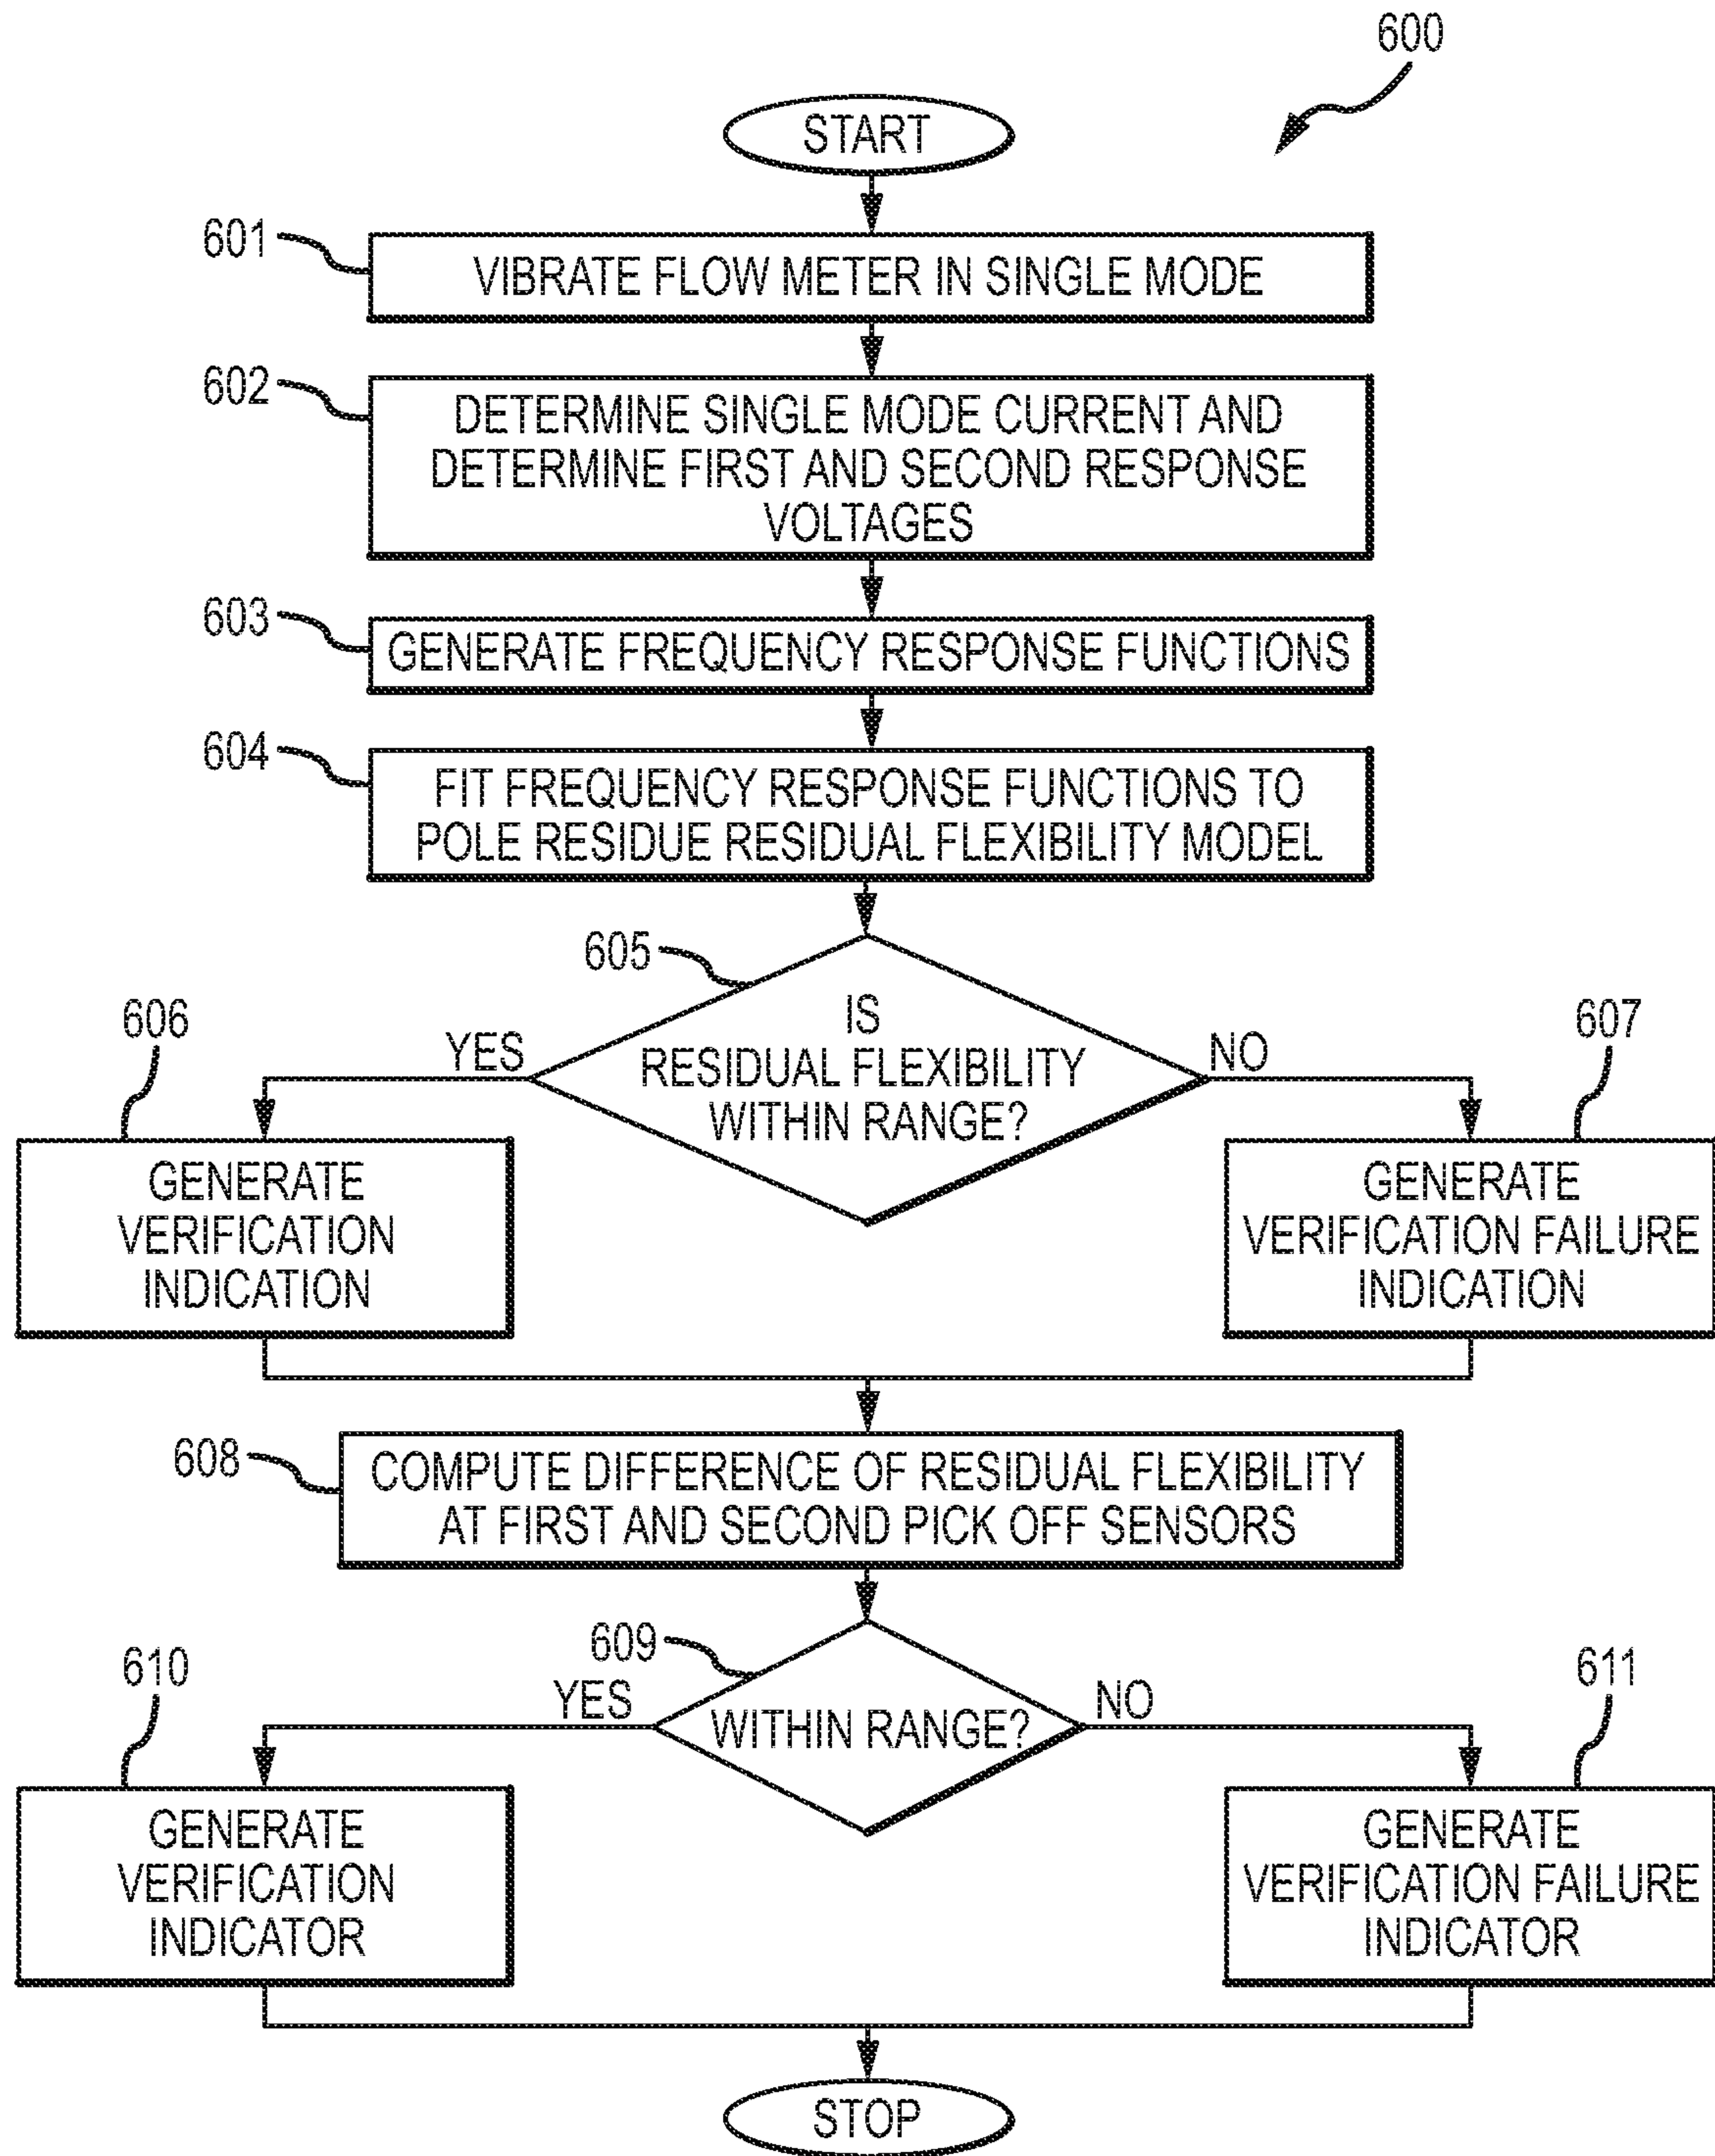 600
START
601
VIBRATE FLOW METER IN SINGLE MODE
602
DETERMINE SINGLE MODE CURRENT AND
DETERMINE FIRST AND SECOND RESPONSE
VOLTAGES
603
GENERATE FREQUENCY RESPONSE FUNCTIONS
604
FIT FREQUENCY RESPONSE FUNCTIONS TO
POLE RESIDUE RESIDUAL FLEXIBILITY MODEL
605
IS
RESIDUAL FLEXIBILITY
WITHIN RANGE?
YES
NO
606
GENERATE
VERIFICATION
INDICATION
607
GENERATE
VERIFICATION FAILURE
INDICATION
608
COMPUTE DIFFERENCE OF RESIDUAL FLEXIBILITY
AT FIRST AND SECOND PICK OFF SENSORS
609
WITHIN RANGE?
YES
NO
610
GENERATE
VERIFICATION
INDICATOR
611
GENERATE
VERIFICATION FAILURE
INDICATOR
STOP